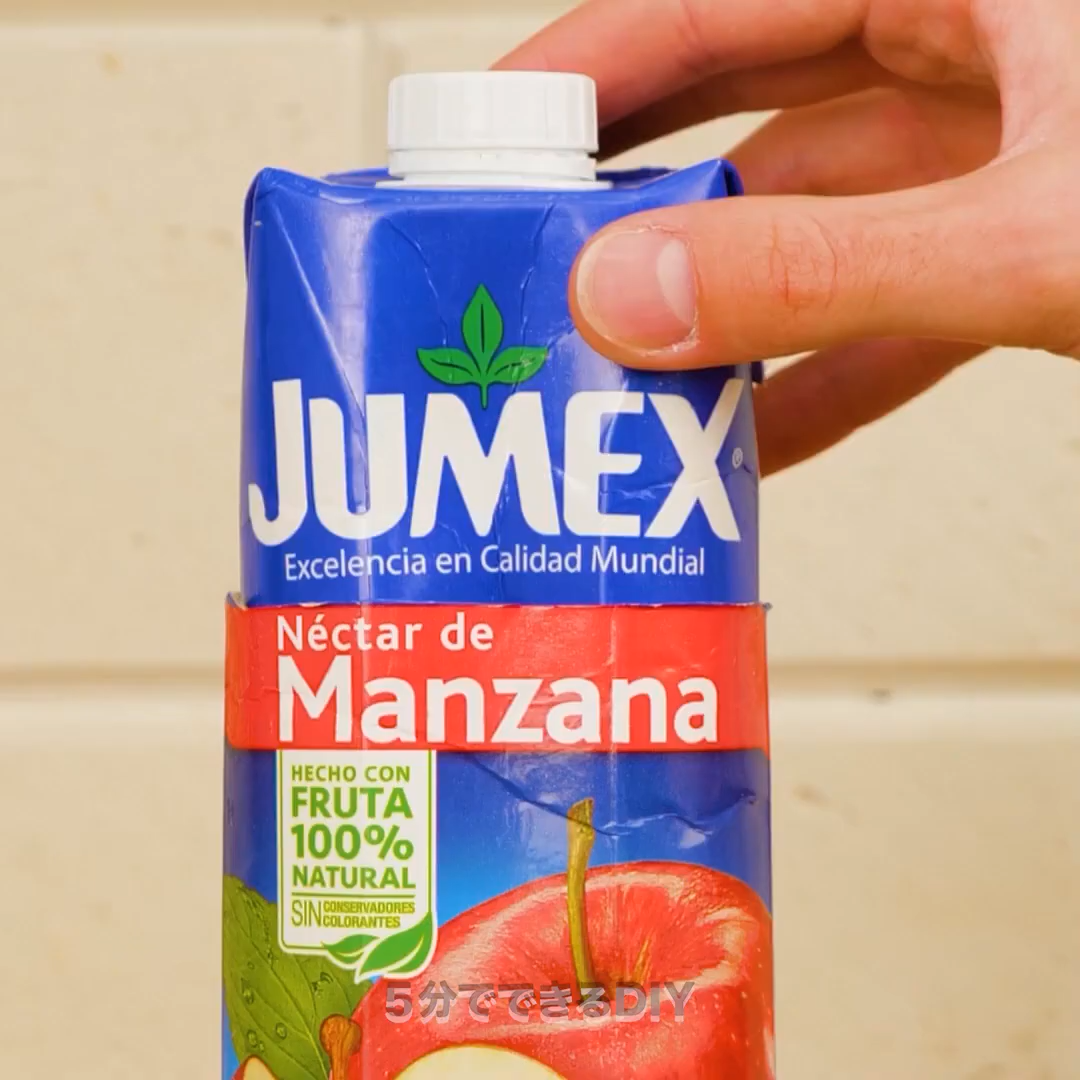 JUMEX®
Excelencia en Calidad Mundial
Néctar de
Manzana
HECHO CON
FRUTA
100%
NATURAL
SIN CONSERVADORES
COLORANTES
5分でできるDIY